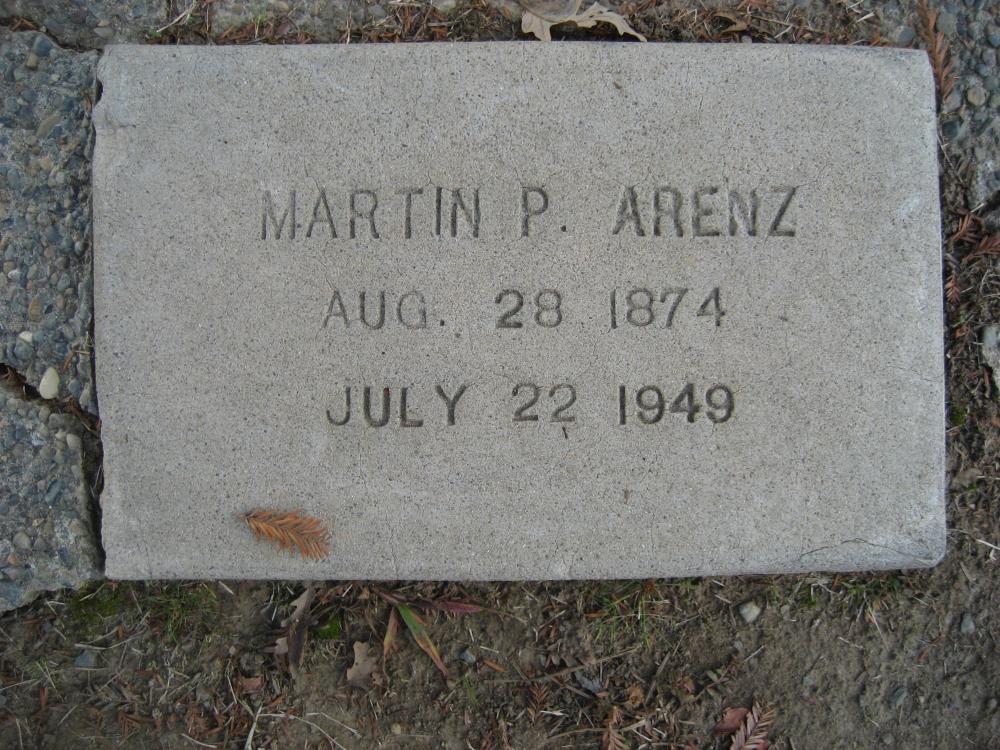 MARTIN P. ARENZ
AUG. 28 1874
JULY 22 1949